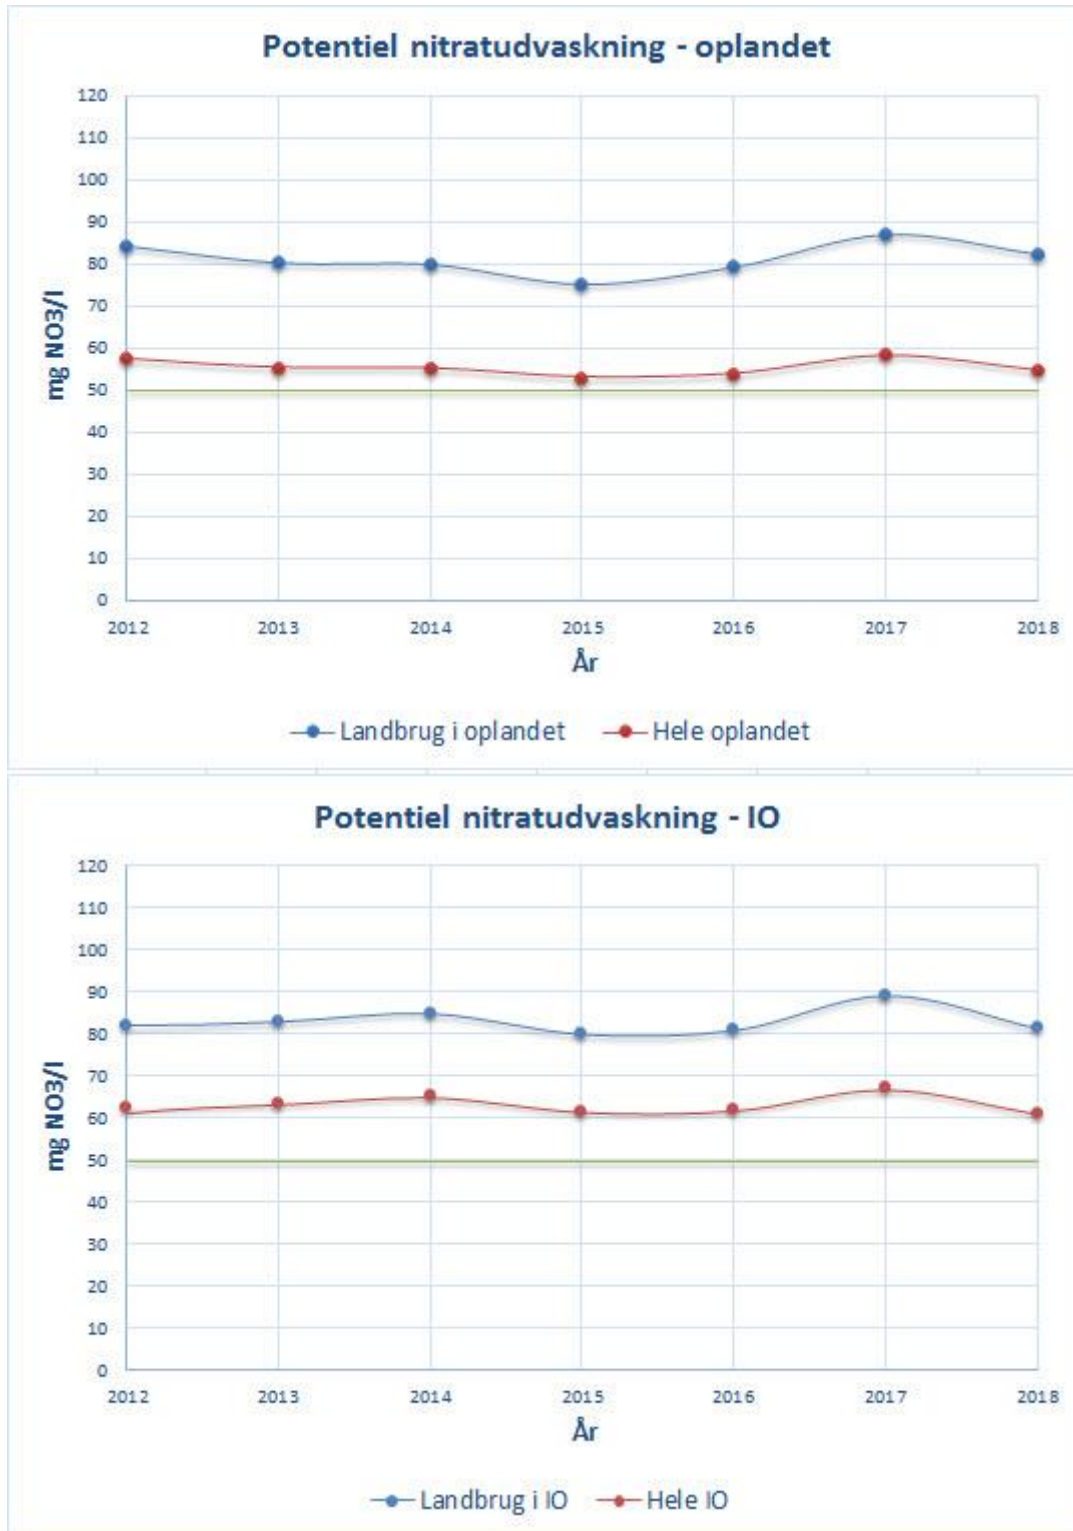 Potentiel nitratudvaskning - oplandet
120
110
100
90
80
70
60
50
40
30
20
10
0
mg NO3/l
2012 2013 2014 2015 2016 2017 2018
År
Landbrug i oplandet Hele oplandet
Potentiel nitratudvaskning - IO
120
110
100
90
80
70
60
50
40
30
20
10
0
mg NO3/l
2012 2013 2014 2015 2016 2017 2018
År
Landbrug i IO Hele IO